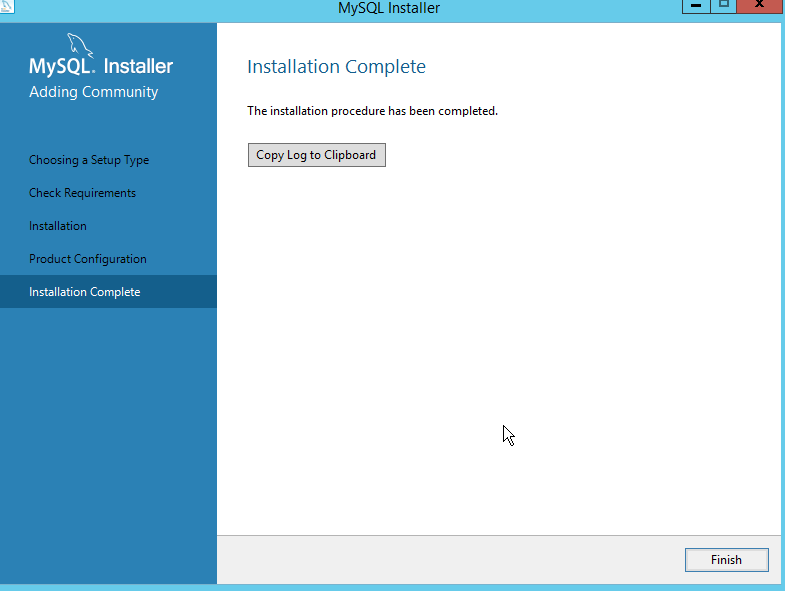 MySQL Installer
MySQL. Installer
Adding Community
Choosing a Setup Type
Check Requirements
Installation
Product Configuration
Installation Complete
Installation Complete
The installation procedure has been completed.
Copy Log to Clipboard
Finish